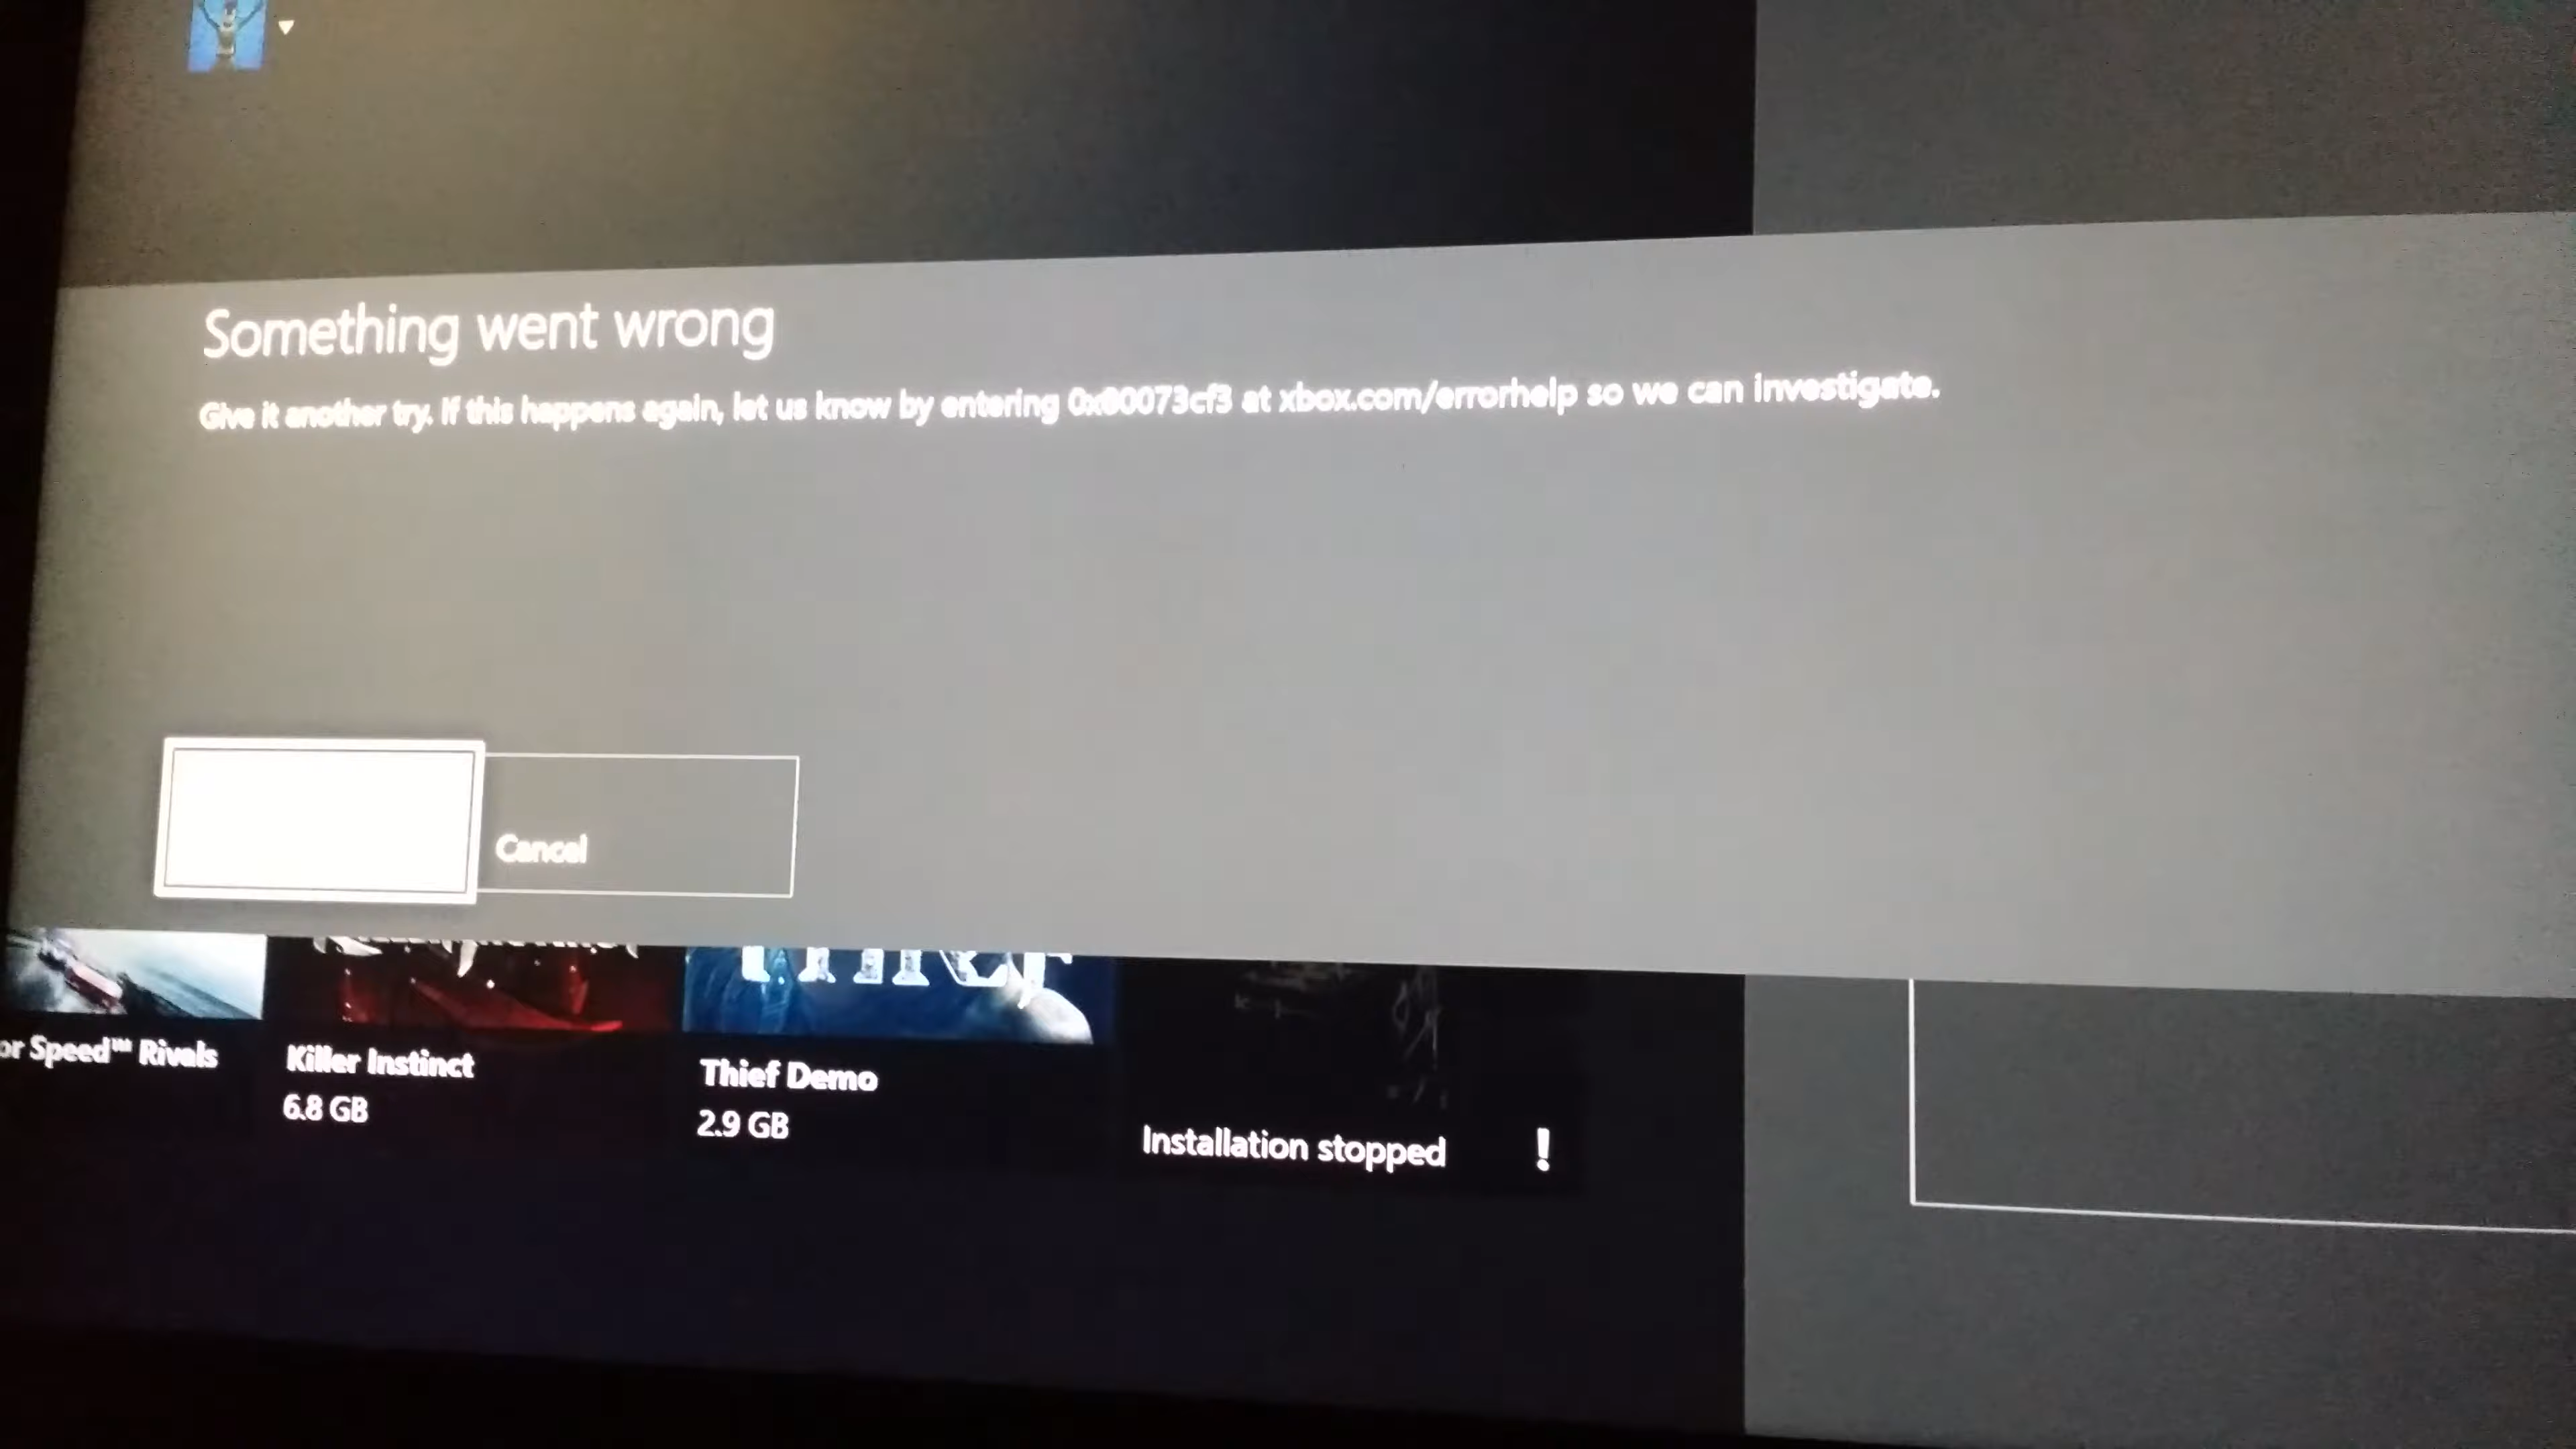 Something went wrong
Give it another try. If this happens again, let us know by entering 0x80073cf3 at xbox.com/errorhelp so we can investigate.
Cancel
or Speed™ Rivals
Killer Instinct
6.8 GB
Thief Demo
2.9 GB
Installation stopped !